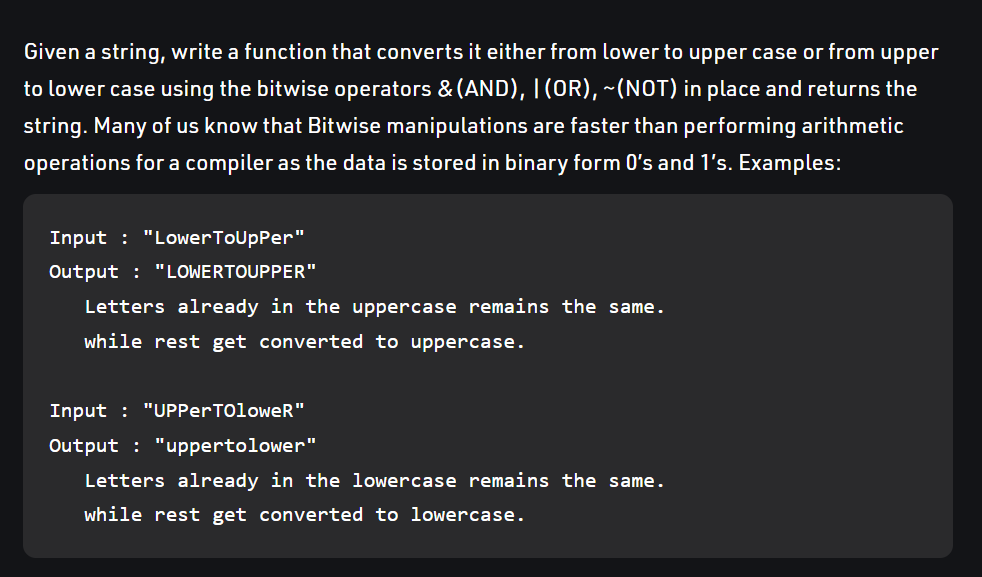 Given a string, write a function that converts it either from lower to upper case or from upper
to lower case using the bitwise operators &(AND), |(OR), ~(NOT) in place and returns the
string. Many of us know that Bitwise manipulations are faster than performing arithmetic
operations for a compiler as the data is stored in binary form 0's and 1's. Examples:
Input : "LowerToUpPer"
Output : "LOWERTOUPPER"
Letters already in the uppercase remains the same.
while rest get converted to uppercase.
Input : "UPPerTOloweR"
Output : "uppertolower"
Letters already in the lowercase remains the same.
while rest get converted to lowercase.